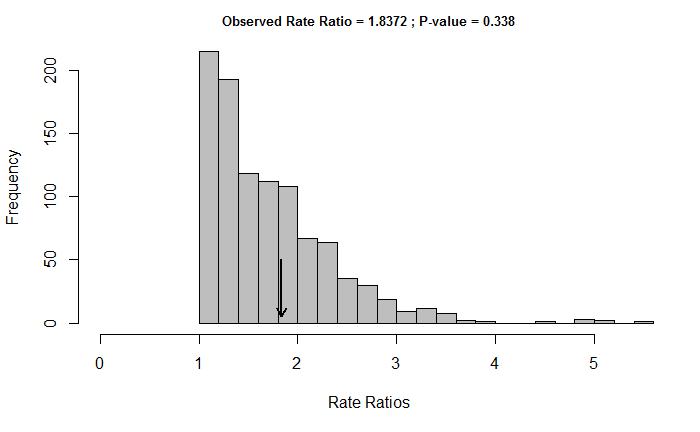 Observed Rate Ratio = 1.8372 ; P-value = 0.338
200
150
100
50
0
Frequency
0 1 2 3 4 5
Rate Ratios